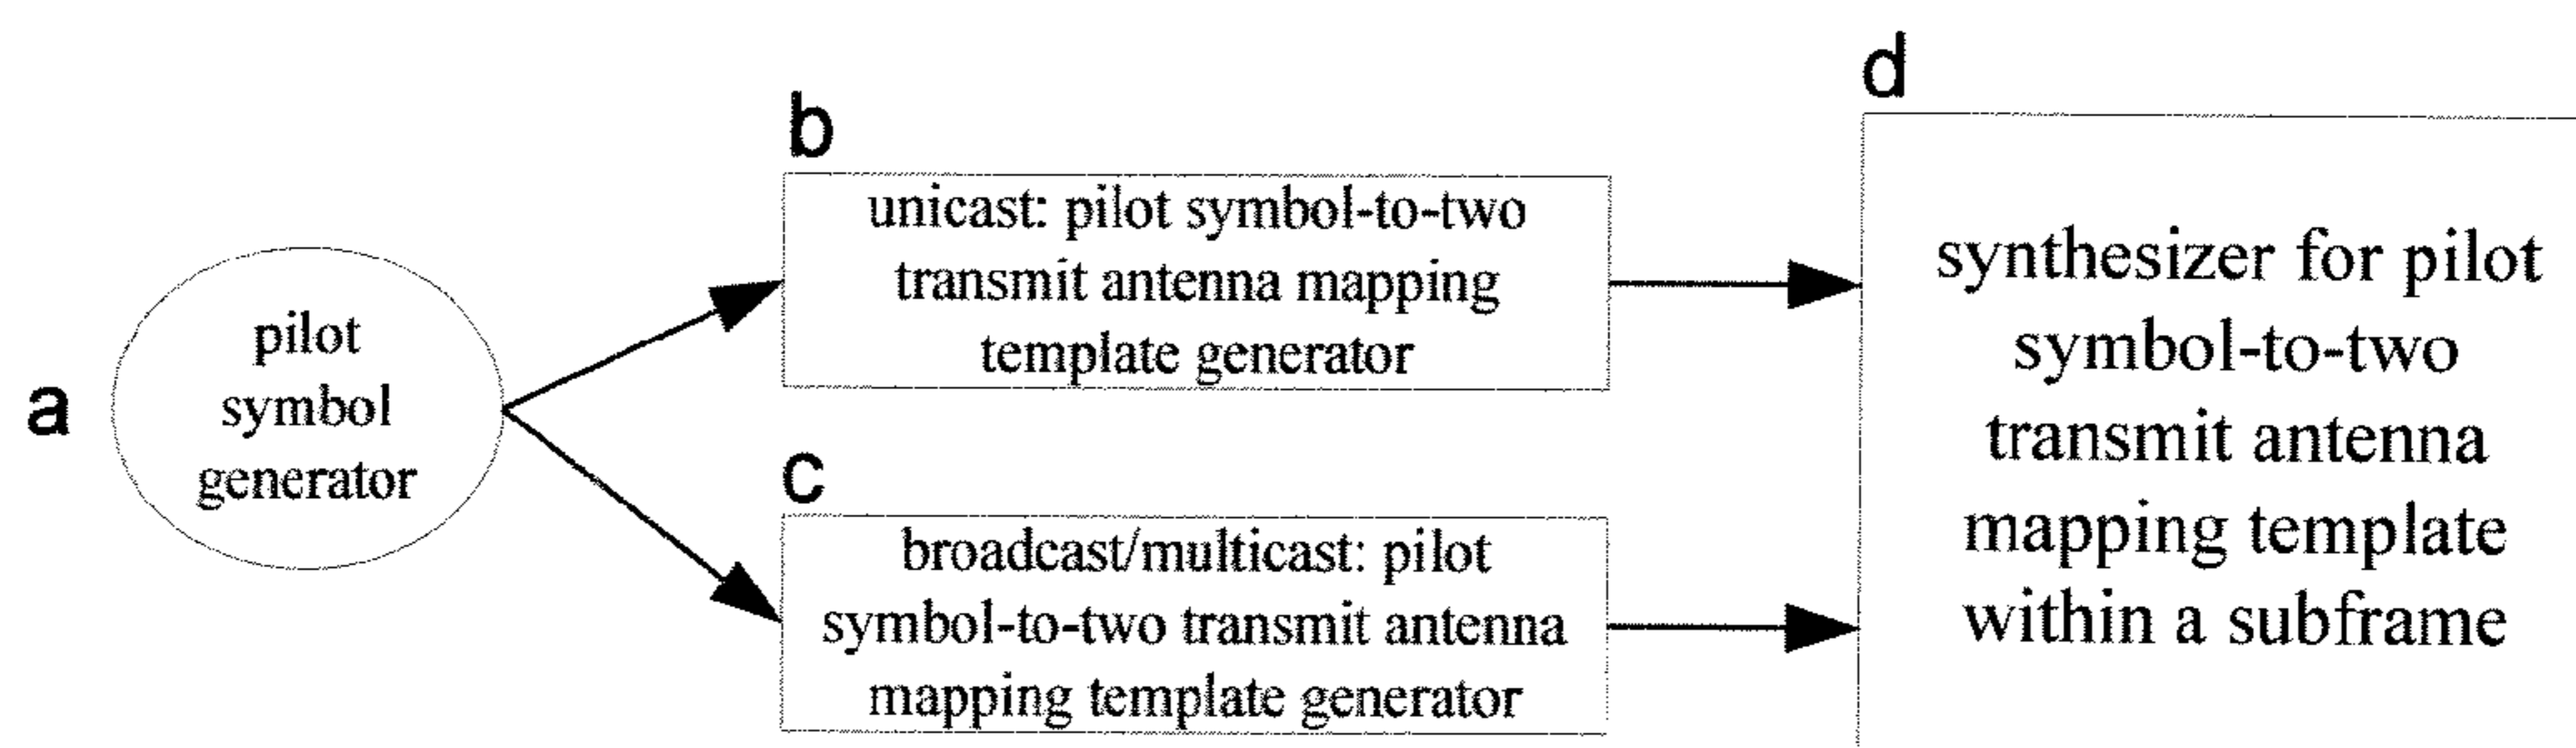 a
pilot
symbol
generator
b
unicast: pilot symbol-to-two
transmit antenna mapping
template generator
c
broadcast/multicast: pilot
symbol-to-two transmit antenna
mapping template generator
d
synthesizer for pilot
symbol-to-two
transmit antenna
mapping template
within a subframe